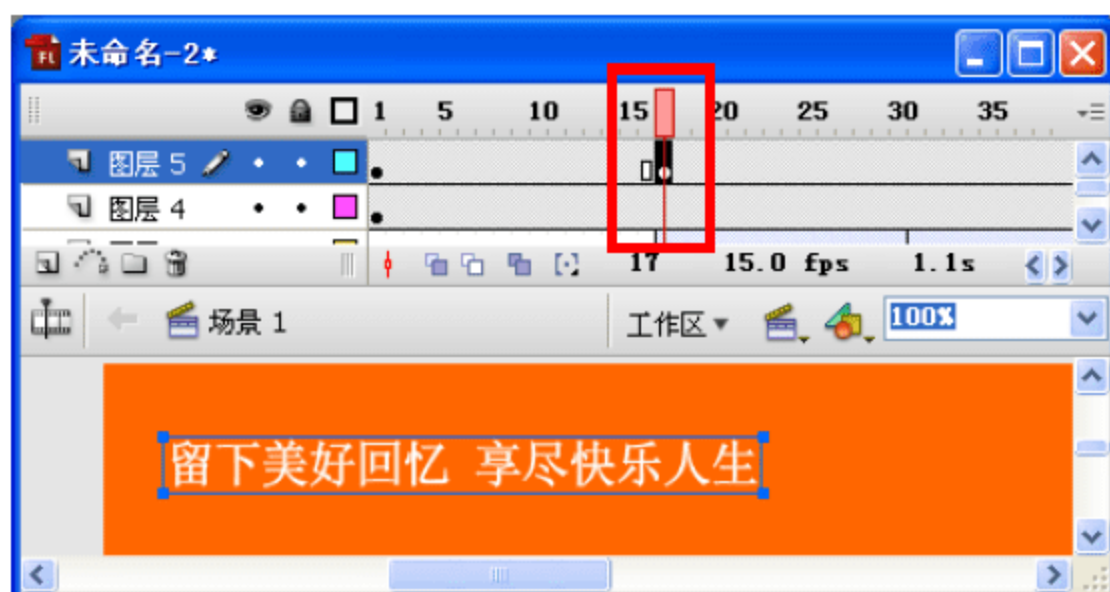 未命名-2*
1 5 10 15 20 25 30 35
图层 5
图层 4
17 15.0 fps 1.1s
场景 1 工作区 100%
留下美好回忆 享尽快乐人生